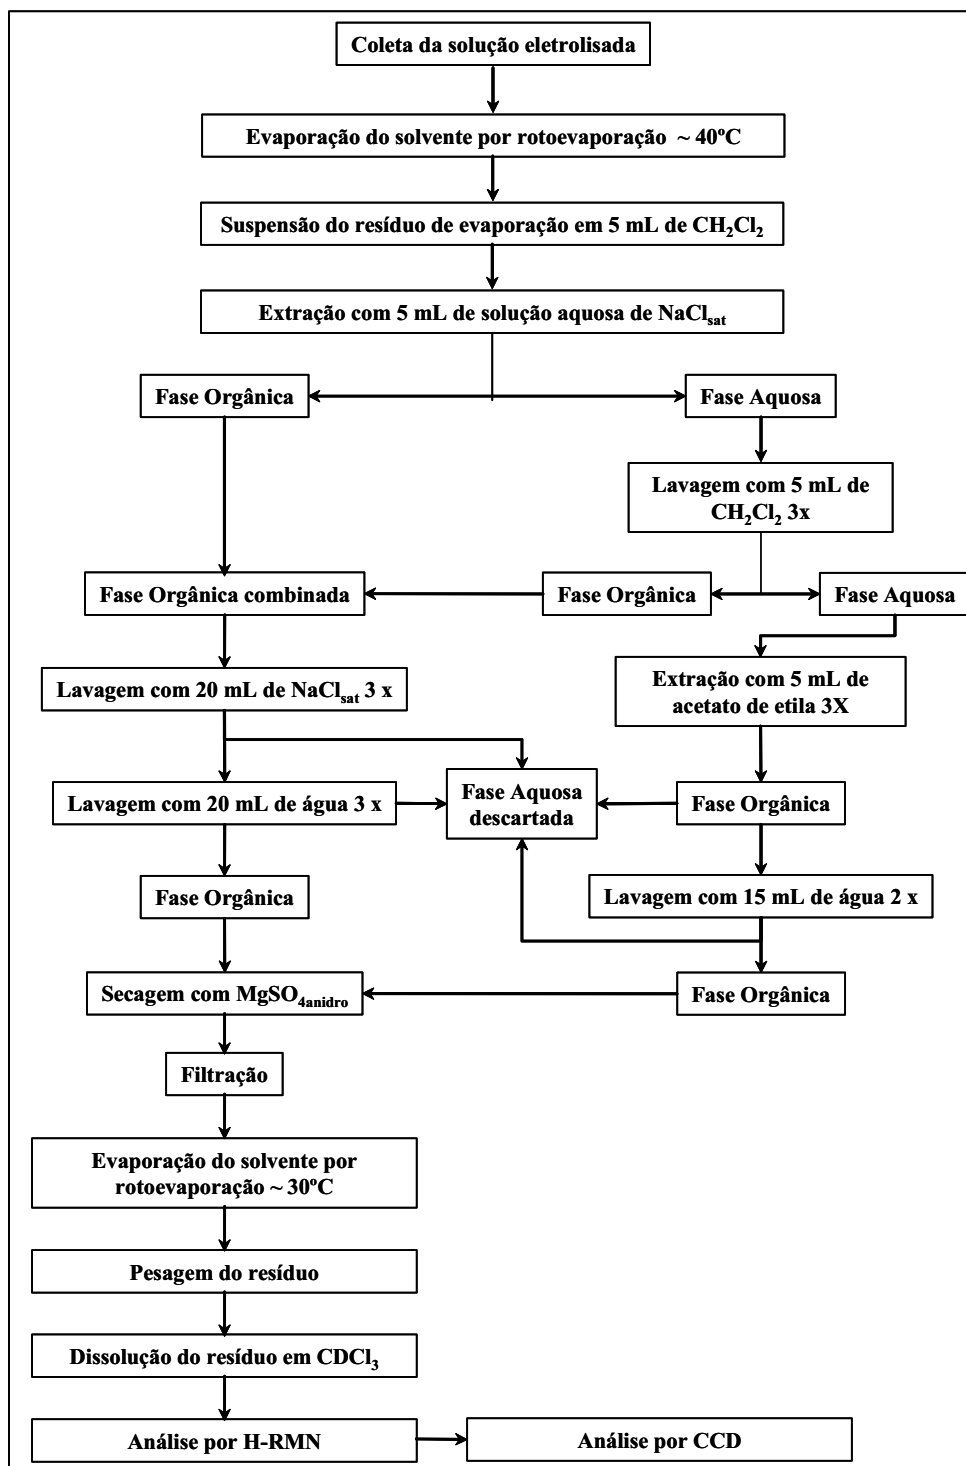 Coleta da solução eletrolisada
Evaporação do solvente por rotoevaporação ~ 40ºC
Suspensão do resíduo de evaporação em 5 mL de CH₂Cl₂
Extração com 5 mL de solução aquosa de NaClsat
Fase Orgânica
Fase Aquosa
Lavagem com 5 mL de
CH₂Cl₂ 3x
Fase Orgânica combinada
Fase Orgânica
Fase Aquosa
Lavagem com 20 mL de NaClsat 3 x
Extração com 5 mL de
acetato de etila 3X
Lavagem com 20 mL de água 3 x
Fase Aquosa
descartada
Fase Orgânica
Fase Orgânica
Lavagem com 15 mL de água 2 x
Secagem com MgSO₄anidro
Fase Orgânica
Filtração
Evaporação do solvente por
rotoevaporação ~ 30ºC
Pesagem do resíduo
Dissolução do resíduo em CDCl₃
Análise por H-RMN
Análise por CCD